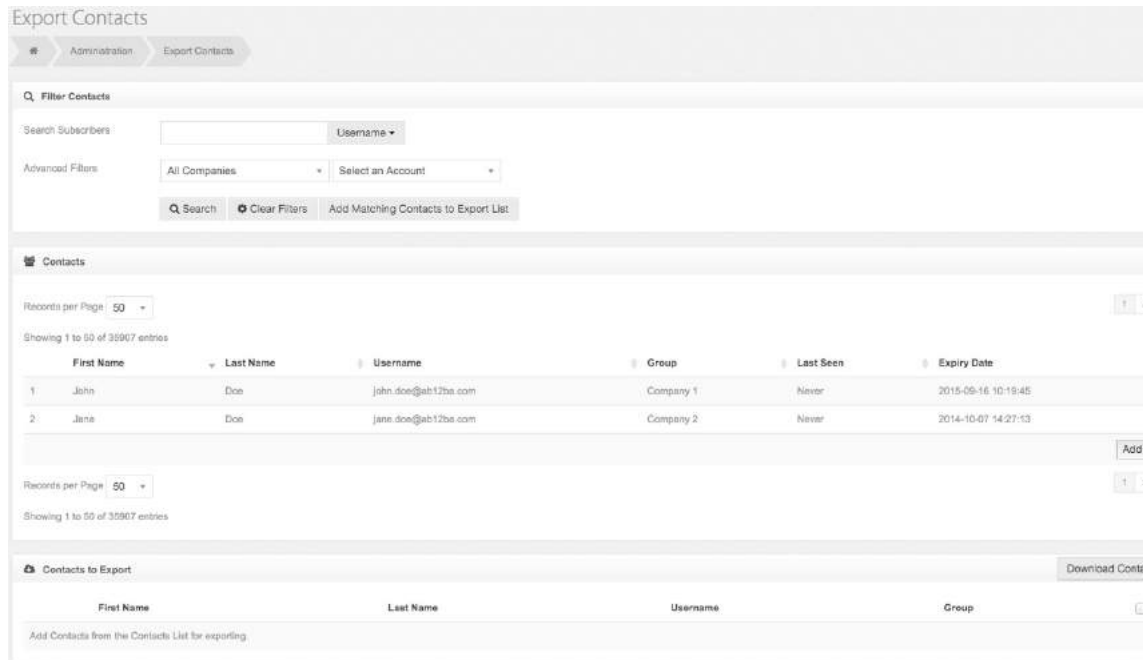 Export Contacts
Administration Export Contacts
Filter Contacts
Search Subscribers Username
Advanced Filters All Companies Select an Account
Search Clear Filters Add Matching Contacts to Export List
Contacts
Records per Page 50 1
Showing 1 to 50 of 35907 entries
First Name Last Name Username Group Last Seen Expiry Date
1 John Doe john.doe@ab12ba.com Company 1 Never 2015-09-16 10:19:45
2 Jane Doe jane.doe@ab12ba.com Company 2 Never 2014-10-07 14:27:13
Add
Records per Page 50 1
Showing 1 to 50 of 35907 entries
Contacts to Export Download Conta
First Name Last Name Username Group
Add Contacts from the Contacts List for exporting.